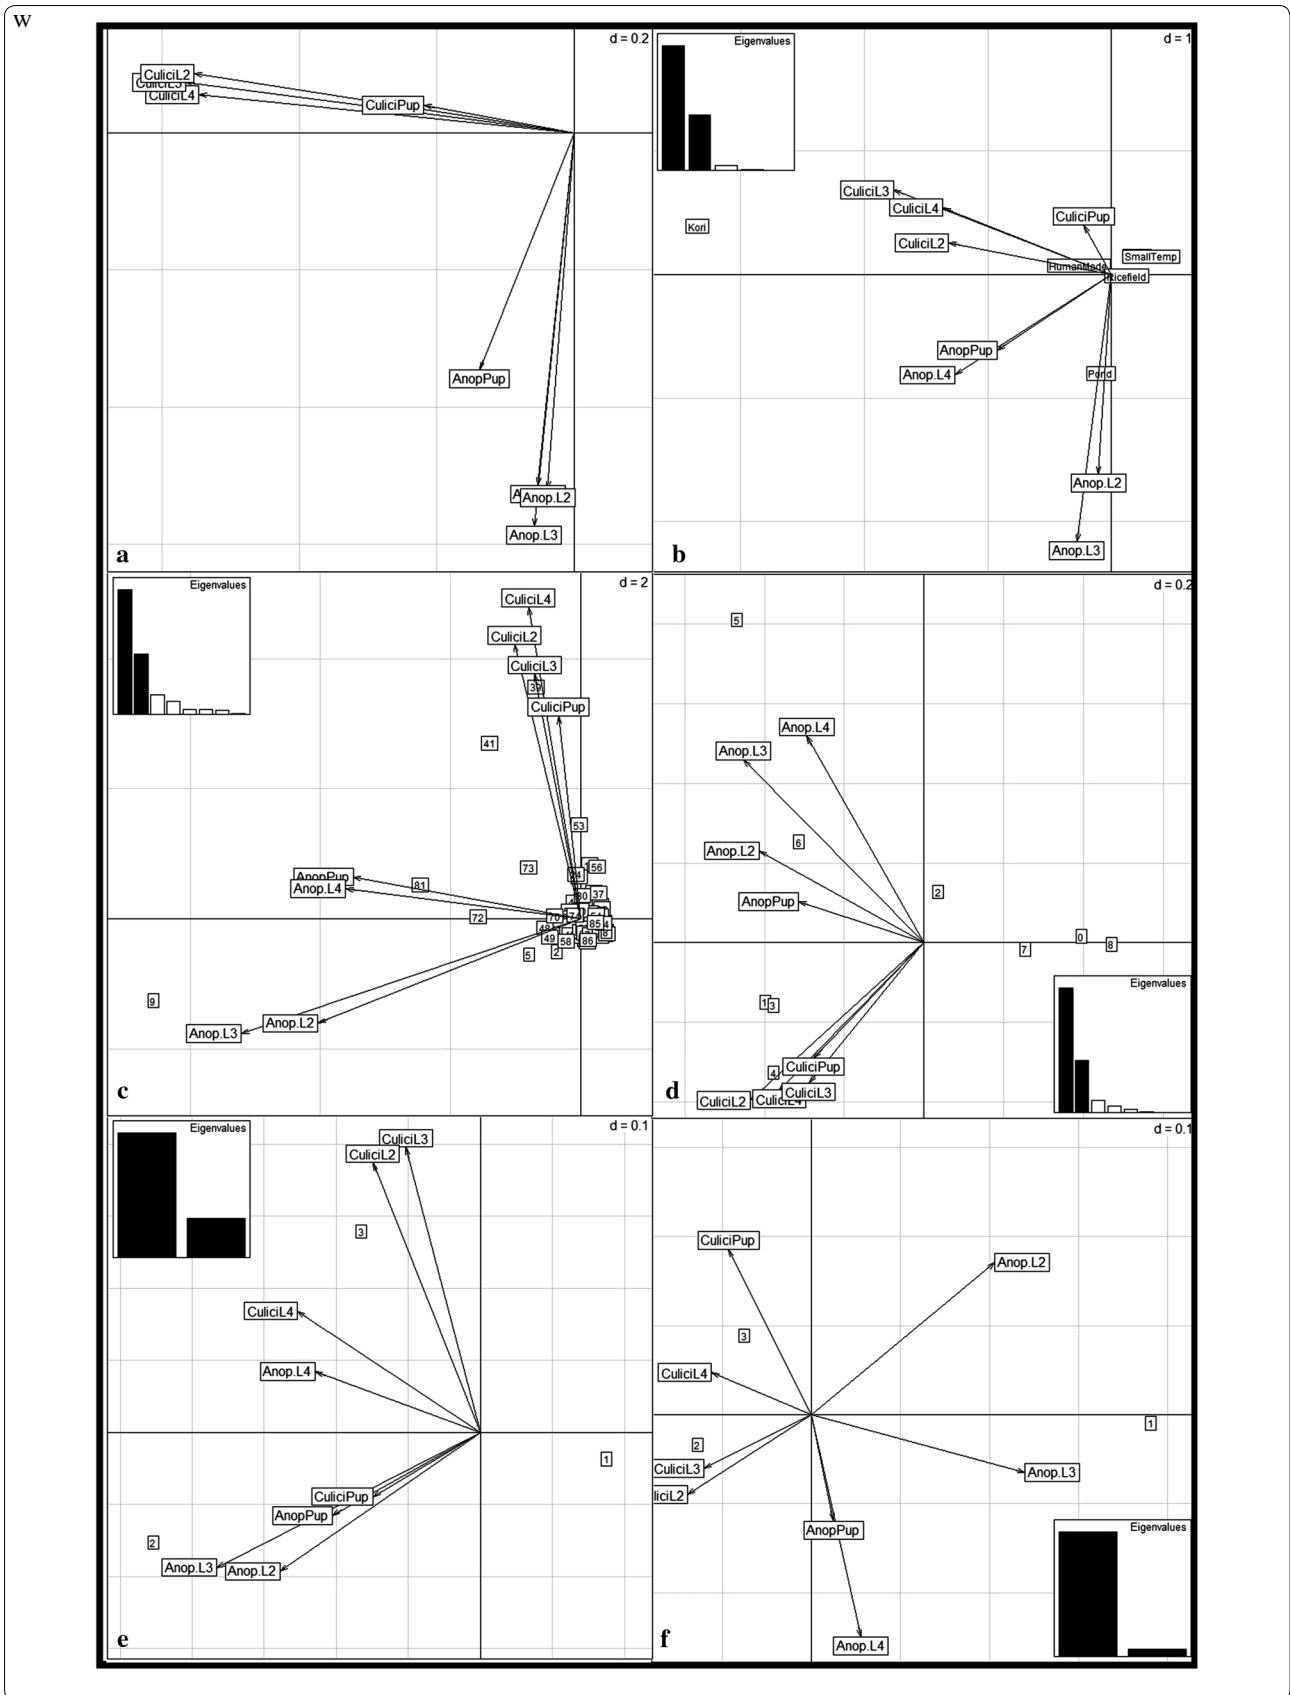 W
d = 0.2
CuliciL2
CuliciL3
CuliciL4
CuliciPup
AnopPup
Anop.L2
Anop.L3
a
Eigenvalues
d = 1
CuliciL3
CuliciL4
CuliciPup
Kori
CuliciL2
SmallTemp
HumanMade
Ricefield
AnopPup
Anop.L4
Pond
Anop.L2
Anop.L3
b
Eigenvalues
d = 2
CuliciL4
CuliciL2
CuliciL3
39
CuliciPup
41
53
73
56
AnopPup
Anop.L4
81
37
72
70
85
49
58
86
5
2
9
Anop.L3
Anop.L2
c
d = 0.2
5
Anop.L4
Anop.L3
6
Anop.L2
AnopPup
2
0
7
8
1
3
Eigenvalues
CuliciPup
4
CuliciL3
CuliciL2
CuliciL4
d
Eigenvalues
d = 0.1
CuliciL3
CuliciL2
3
CuliciL4
Anop.L4
1
CuliciPup
AnopPup
2
Anop.L3
Anop.L2
e
d = 0.1
CuliciPup
Anop.L2
3
CuliciL4
1
2
CuliciL3
Anop.L3
liciL2
AnopPup
Eigenvalues
Anop.L4
f